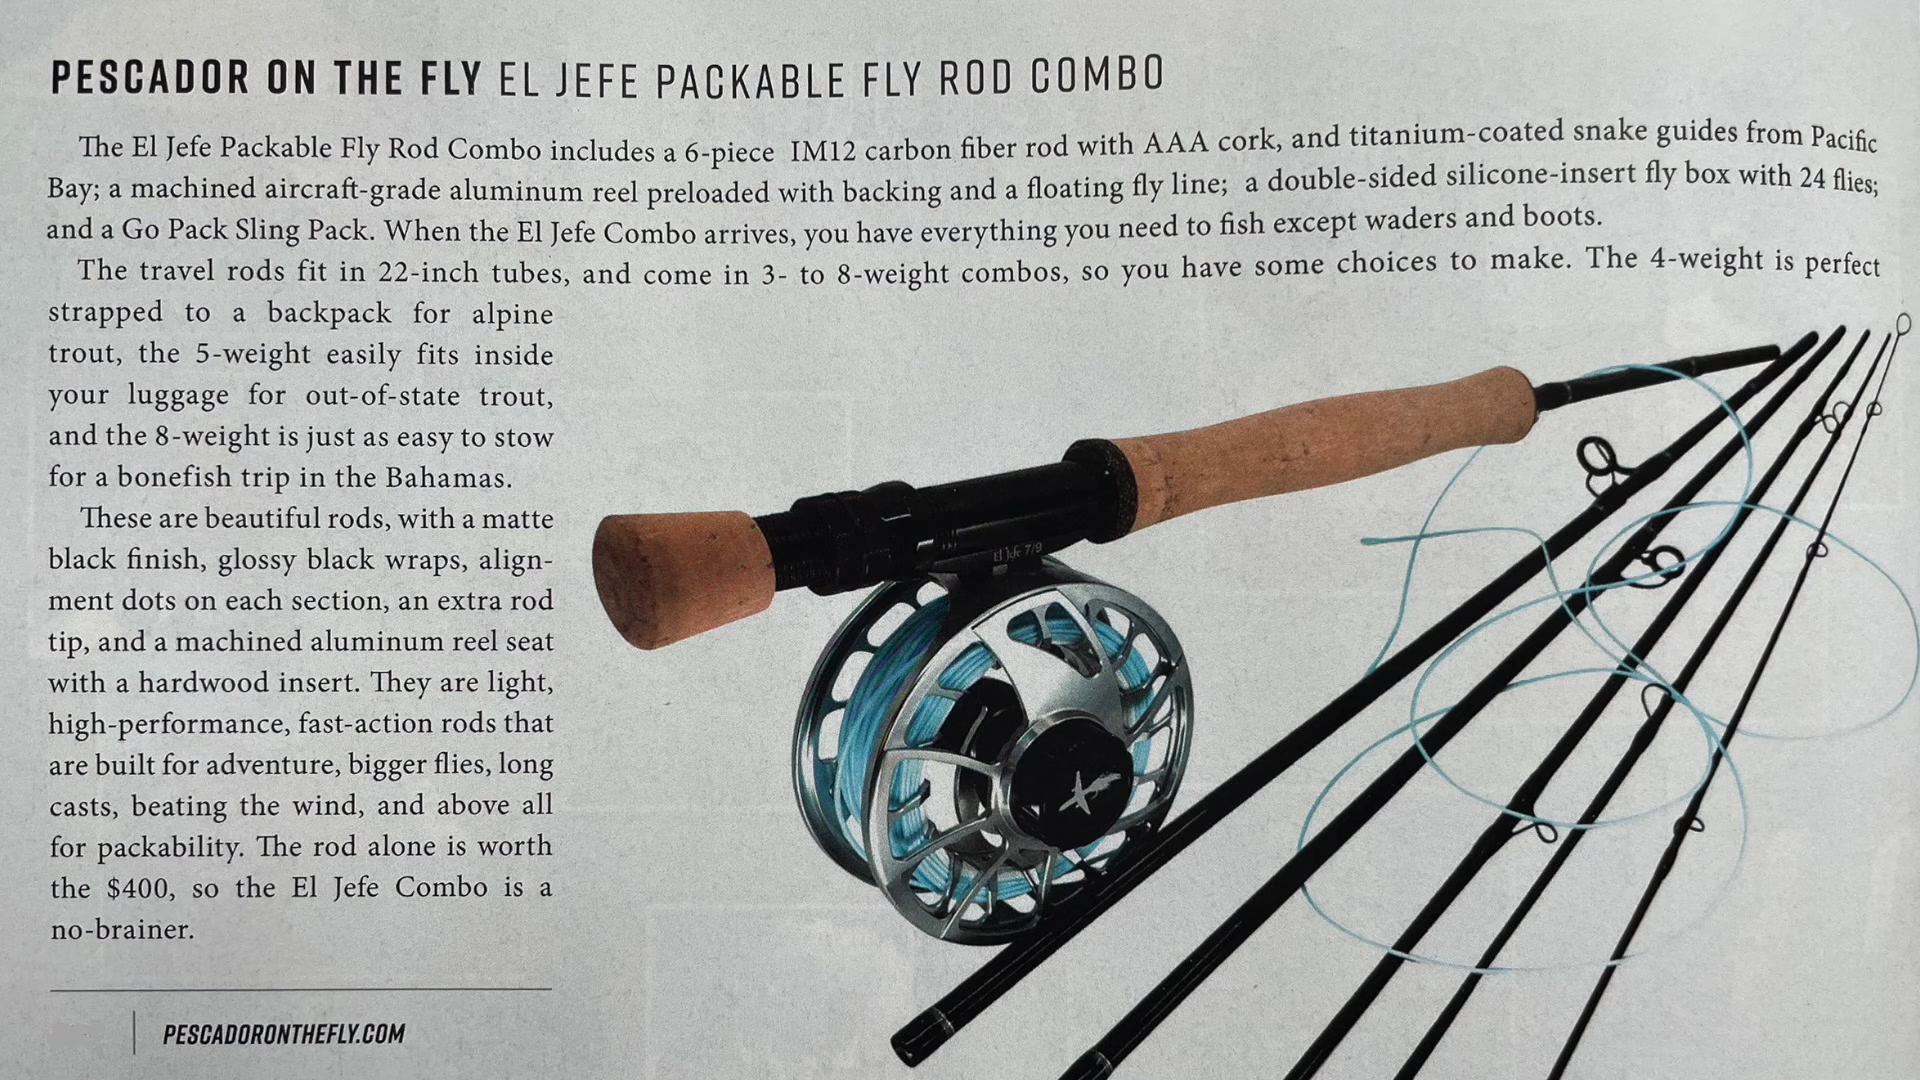 PESCADOR ON THE FLY EL JEFE PACKABLE FLY ROD COMBO
The El Jefe Packable Fly Rod Combo includes a 6-piece IM12 carbon fiber rod with AAA cork, and titanium-coated snake guides from Pacific
Bay; a machined aircraft-grade aluminum reel preloaded with backing and a floating fly line; a double-sided silicone-insert fly box with 24 flies;
and a Go Pack Sling Pack. When the El Jefe Combo arrives, you have everything you need to fish except waders and boots.
The travel rods fit in 22-inch tubes, and come in 3- to 8-weight combos, so you have some choices to make. The 4-weight is perfect
strapped to a backpack for alpine
trout, the 5-weight easily fits inside
your luggage for out-of-state trout,
and the 8-weight is just as easy to stow
for a bonefish trip in the Bahamas.
These are beautiful rods, with a matte
black finish, glossy black wraps, align-
ment dots on each section, an extra rod
tip, and a machined aluminum reel seat
with a hardwood insert. They are light,
high-performance, fast-action rods that
are built for adventure, bigger flies, long
casts, beating the wind, and above all
for packability. The rod alone is worth
the $400, so the El Jefe Combo is a
no-brainer.
El Jefe 7/9
PESCADORONTHEFLY.COM